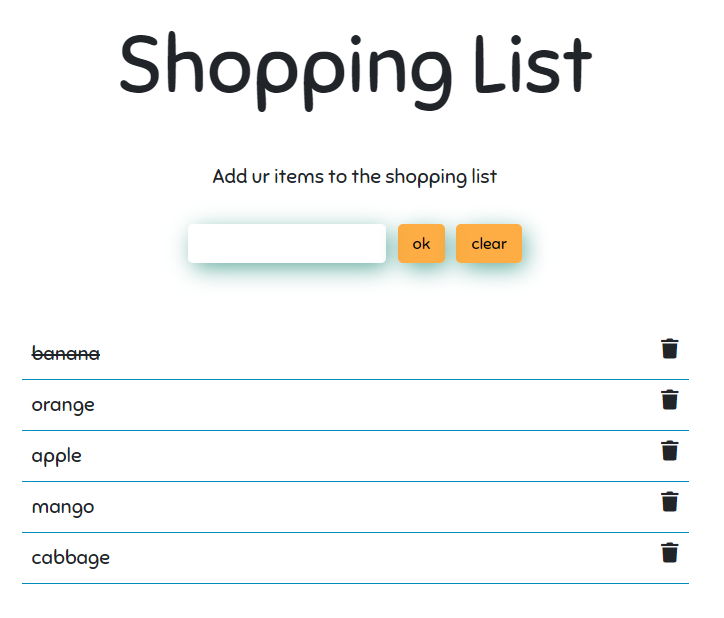 Shopping List
Add ur items to the shopping list
ok clear
banana
orange
apple
mango
cabbage